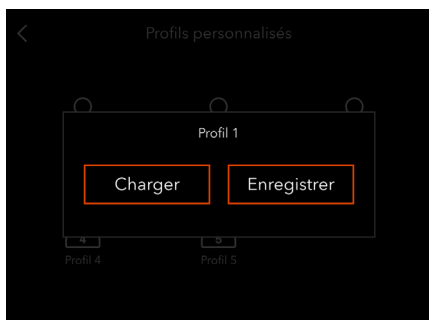 Profils personnalisés
Profil 1
Charger
Enregistrer
4
5
Profil 4
Profil 5